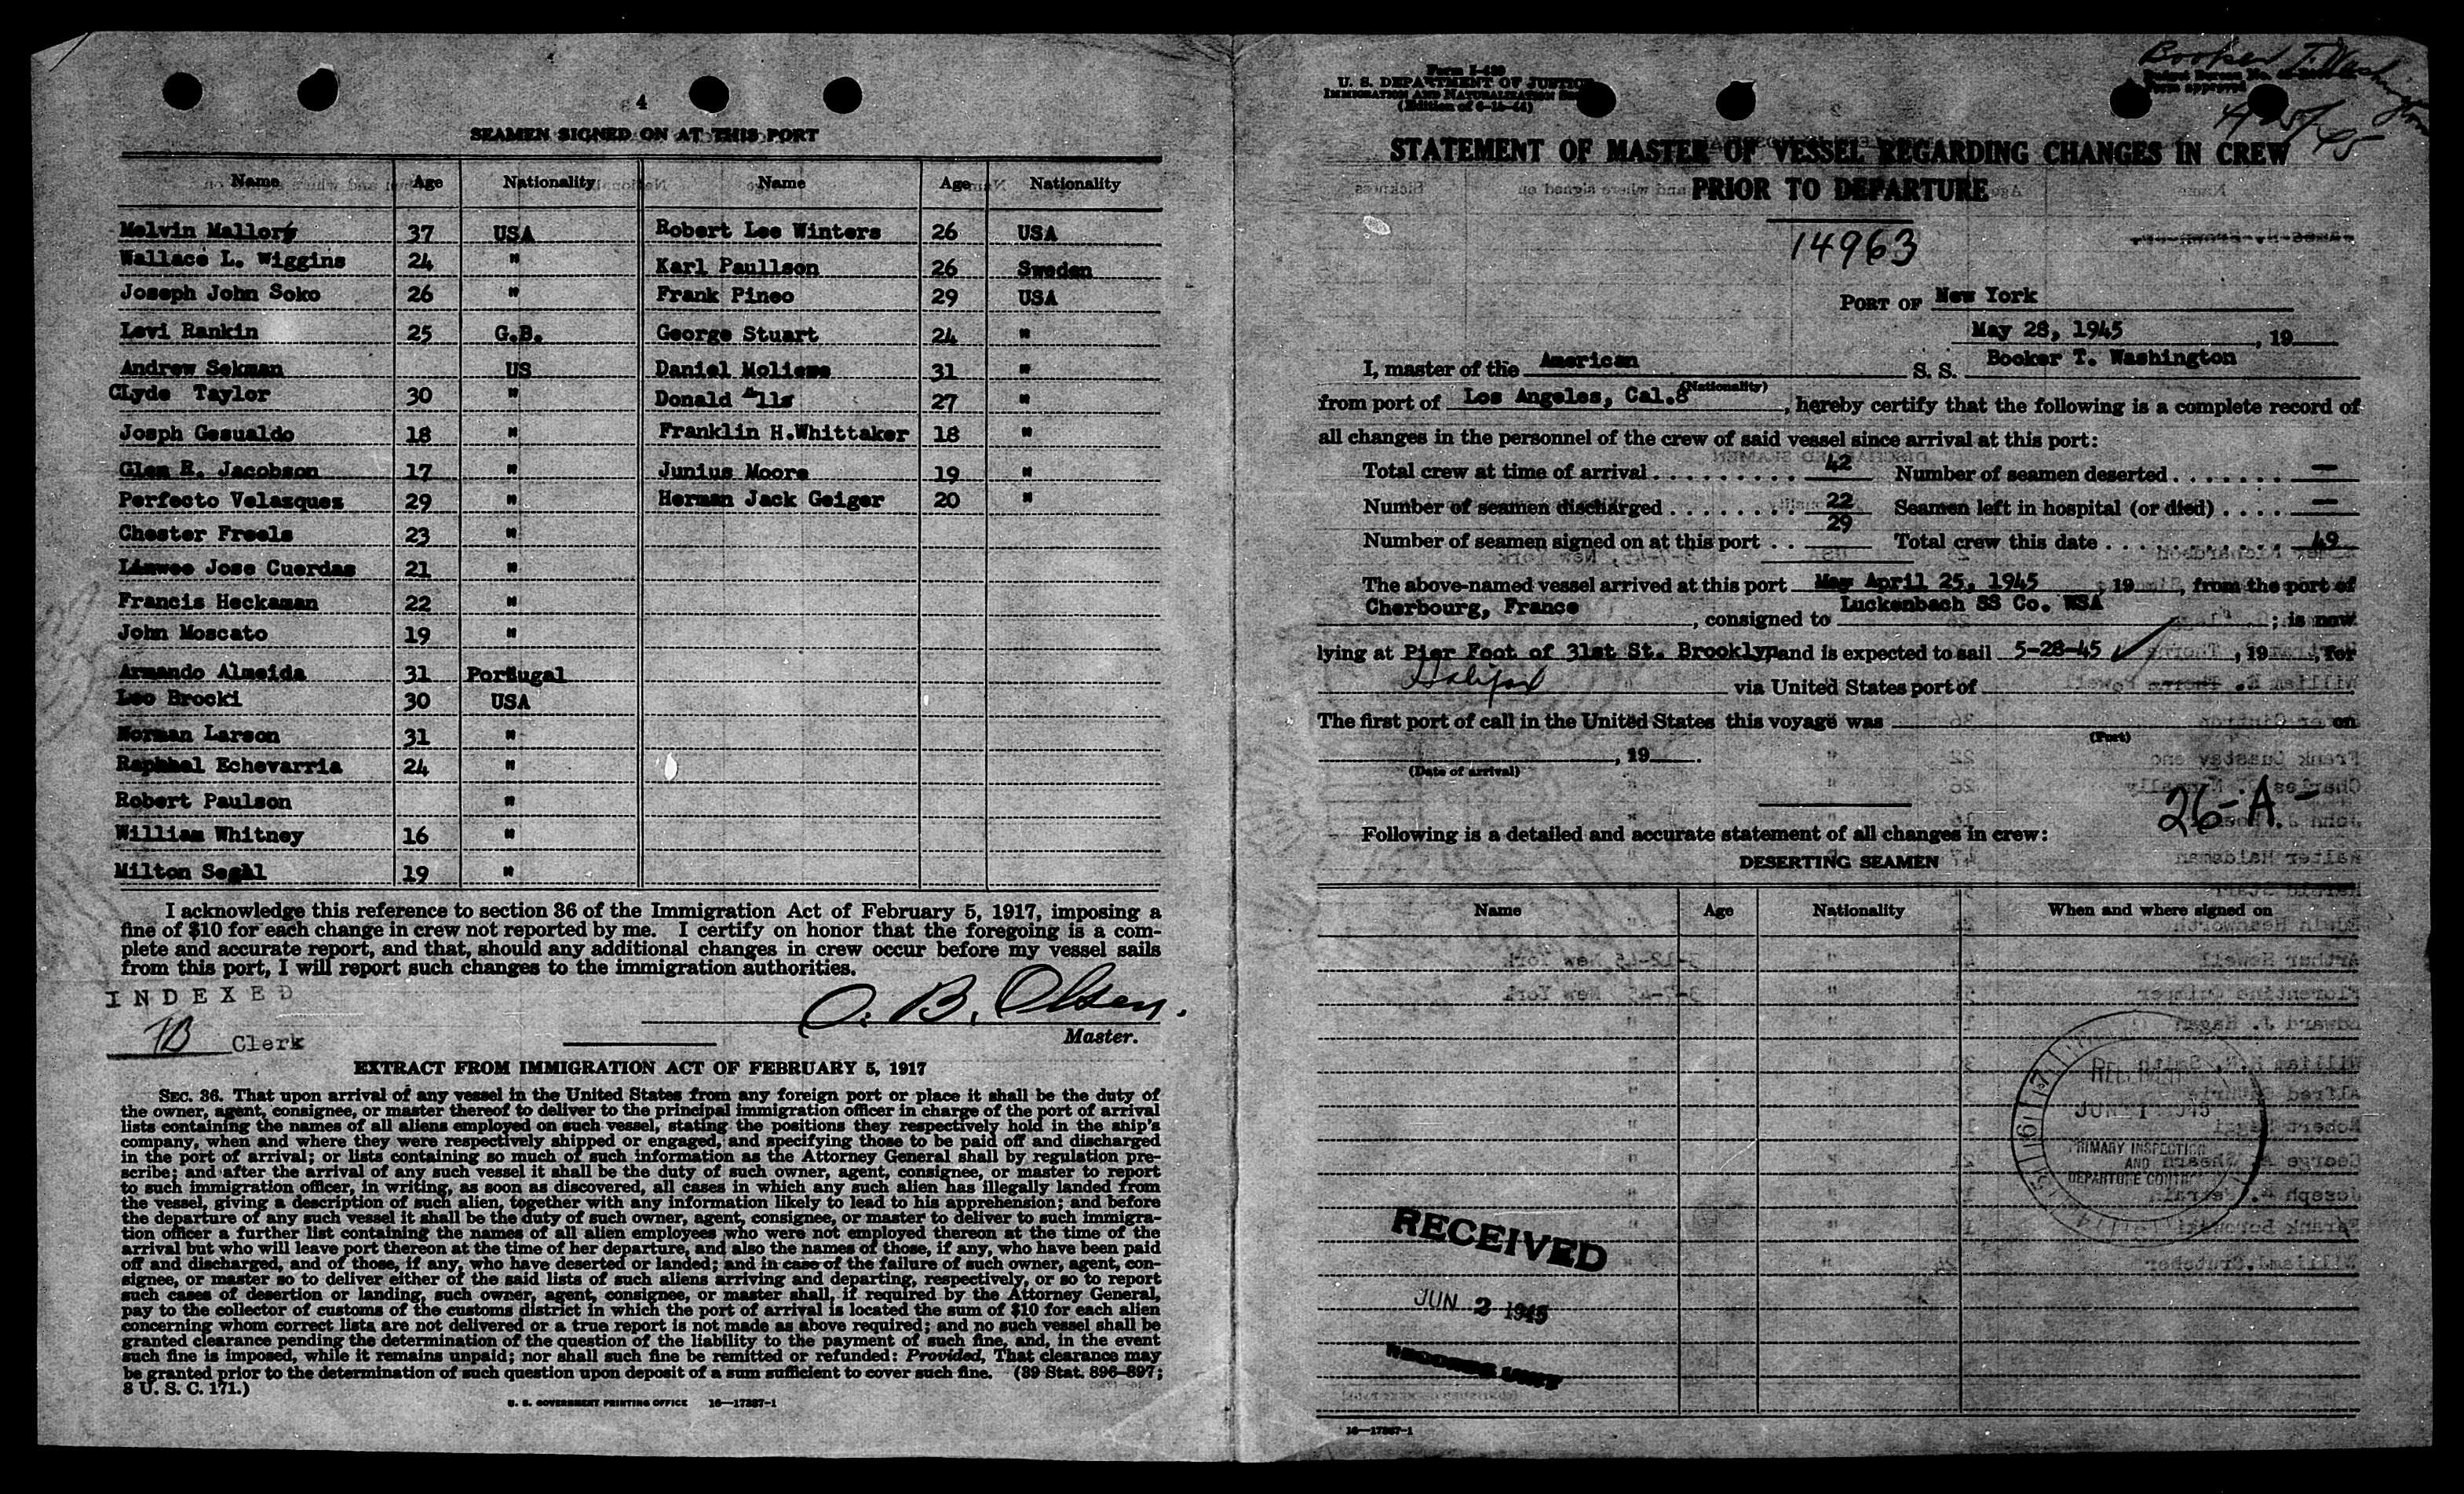 4
SEAMEN SIGNED ON AT THIS PORT
Name Age Nationality Name Age Nationality
Melvin Mallory 37 USA Robert Lee Winters 26 USA
Wallace L. Wiggins 24 " Karl Paullson 26 Sweden
Joseph John Soko 26 " Frank Pineo 29 USA
Levi Rankin 25 G.B. George Stuart 24 "
Andrew Sekman US Daniel 31 "
Clyde Taylor 30 " Donald 27 "
Josph Gesualdo 18 " Franklin H.Whittaker 18 "
Glen R. Jacobson 17 " Junius Moore 19 "
Perfecto Velazquez 29 " Herman Jack Geiger 20 "
Chester Freels 23 "
Jose Cuerdas 21 "
Francis Heckaman 22 "
John Moscato 19 "
Armando Almeida 31 Portugal
Leo Brocki 30 USA
Norman Larson 31 "
Raphael Echevarria 24 "
Robert Paulson "
William Whitney 16 "
Milton Segal 19 "
I acknowledge this reference to section 36 of the Immigration Act of February 5, 1917, imposing a
fine of $10 for each change in crew not reported by me. I certify on honor that the foregoing is a com-
plete and accurate report, and that, should any additional changes in crew occur before my vessel sails
from this port, I will report such changes to the immigration authorities.
INDEXED
O. B. Olsen.
Master.
TB Clerk
EXTRACT FROM IMMIGRATION ACT OF FEBRUARY 5, 1917
SEC. 36. That upon arrival of any vessel in the United States from any foreign port or place it shall be the duty of
the owner, agent, consignee, or master thereof to deliver to the principal immigration officer in charge of the port of arrival
lists containing the names of all aliens employed on such vessel, stating the positions they respectively hold in the ship's
company, when and where they were respectively shipped or engaged, and specifying those to be paid off and discharged
in the port of arrival; or lists containing so much of such information as the Attorney General shall by regulation pre-
scribe; and after the arrival of any such vessel it shall be the duty of such owner, agent, consignee, or master to report
to such immigration officer, in writing, as soon as discovered, all cases in which any such alien has illegally landed from
the vessel, giving a description of such alien, together with any information likely to lead to his apprehension; and before
the departure of any such vessel it shall be the duty of such owner, agent, consignee, or master to deliver to such immigra-
tion officer a further list containing the names of all alien employees who were not employed thereon at the time of the
arrival but who will leave port thereon at the time of her departure, and also the names of those, if any, who have been paid
off and discharged, and of those, if any, who have deserted or landed; and in case of the failure of such owner, agent, con-
signee, or master so to deliver either of the said lists of such aliens arriving and departing, respectively, or so to report
such cases of desertion or landing, such owner, agent, consignee, or master shall, if required by the Attorney General,
pay to the collector of customs of the customs district in which the port of arrival is located the sum of $10 for each alien
concerning whom correct lists are not delivered or a true report is not made as above required; and no such vessel shall be
granted clearance pending the determination of the question of the liability to the payment of such fine, and, in the event
such fine is imposed, while it remains unpaid; nor shall such fine be remitted or refunded: Provided, That clearance may
be granted prior to the determination of such question upon deposit of a sum sufficient to cover such fine. (39 Stat. 896-897;
8 U. S. C. 171.)
U. S. GOVERNMENT PRINTING OFFICE 16—17387-1
U. S. DEPARTMENT OF JUSTICE
IMMIGRATION AND NATURALIZATION
(Edition of 6-14-44)
Booker T. Washington
Form approved
4/25/45
STATEMENT OF MASTER OF VESSEL REGARDING CHANGES IN CREW
PRIOR TO DEPARTURE
14963
PORT OF New York
May 28, 1945, 19
I, master of the American S. S. Booker T. Washington
(Nationality)
from port of Los Angeles, Cal.8, hereby certify that the following is a complete record of
all changes in the personnel of the crew of said vessel since arrival at this port:
Total crew at time of arrival 42 Number of seamen deserted —
Number of seamen discharged 22 Seamen left in hospital (or died) —
Number of seamen signed on at this port 29 Total crew this date 49
The above-named vessel arrived at this port May April 25, 1945, 19, from the port of
Cherbourg, France, consigned to Luckenbach SS Co. WSA; is now
lying at Pier Foot of 31st St. Brooklyn and is expected to sail 5-28-45, 19, for
Halifax via United States port of
The first port of call in the United States this voyage was on
(Port)
, 19.
(Date of arrival)
26-A-
Following is a detailed and accurate statement of all changes in crew:
DESERTING SEAMEN
Name Age Nationality When and where signed on
RECEIVED
JUN 1 1945
PRIMARY INSPECTION
AND
DEPARTURE CONTROL
RECEIVED
JUN 2 1945
RECORDS UNIT
16—17387-1